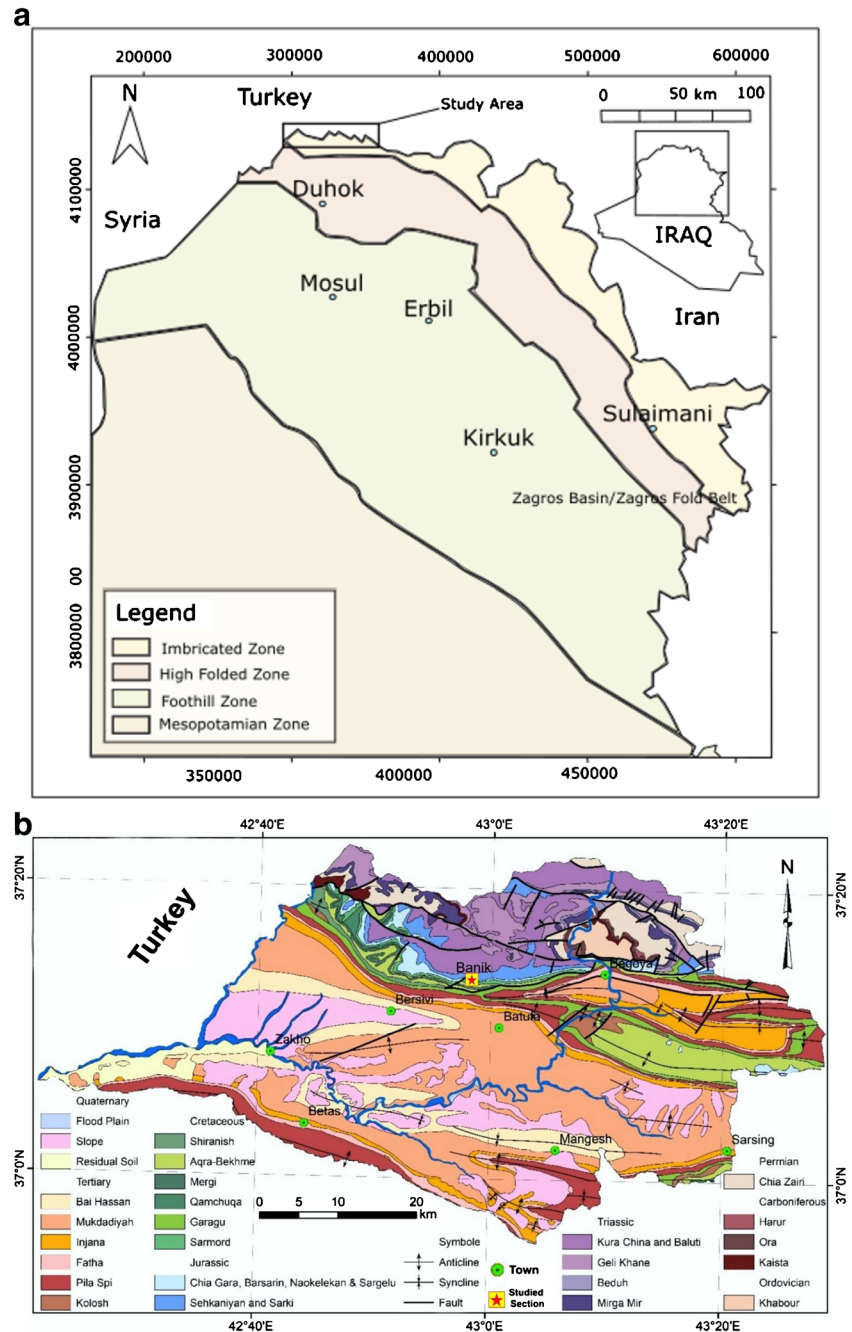 a
200000 300000 400000 500000 600000
N
Turkey
Study Area
0 50 km 100
4100000
Duhok
Syria
IRAQ
Mosul
Erbil
Iran
4000000
Sulaimani
Kirkuk
3900000
Zagros Basin/Zagros Fold Belt
3800000 00
Legend
Imbricated Zone
High Folded Zone
Foothill Zone
Mesopotamian Zone
350000 400000 450000
b
42°40'E 43°0'E 43°20'E
37°20'N
37°20'N
N
Turkey
Banik
Begoya
Bersivi
Batufa
Zakho
Betas
Mangesh
Sarsing
37°0'N
37°0'N
0 5 10 20
km
Quaternary
Flood Plain
Slope
Residual Soil
Tertiary
Bai Hassan
Mukdadiyah
Injana
Fatha
Pila Spi
Kolosh
Cretaceous
Shiranish
Aqra-Bekhme
Mergi
Qamchuqa
Garagu
Sarmord
Jurassic
Chia Gara, Barsarin, Naokelekan & Sargelu
Sehkaniyan and Sarki
Symbole
Anticline
Syncline
Fault
Town
Studied
Section
Triassic
Kura China and Baluti
Geli Khane
Beduh
Mirga Mir
Permian
Chia Zairi
Carboniferous
Harur
Ora
Kaista
Ordovician
Khabour
42°40'E 43°0'E 43°20'E